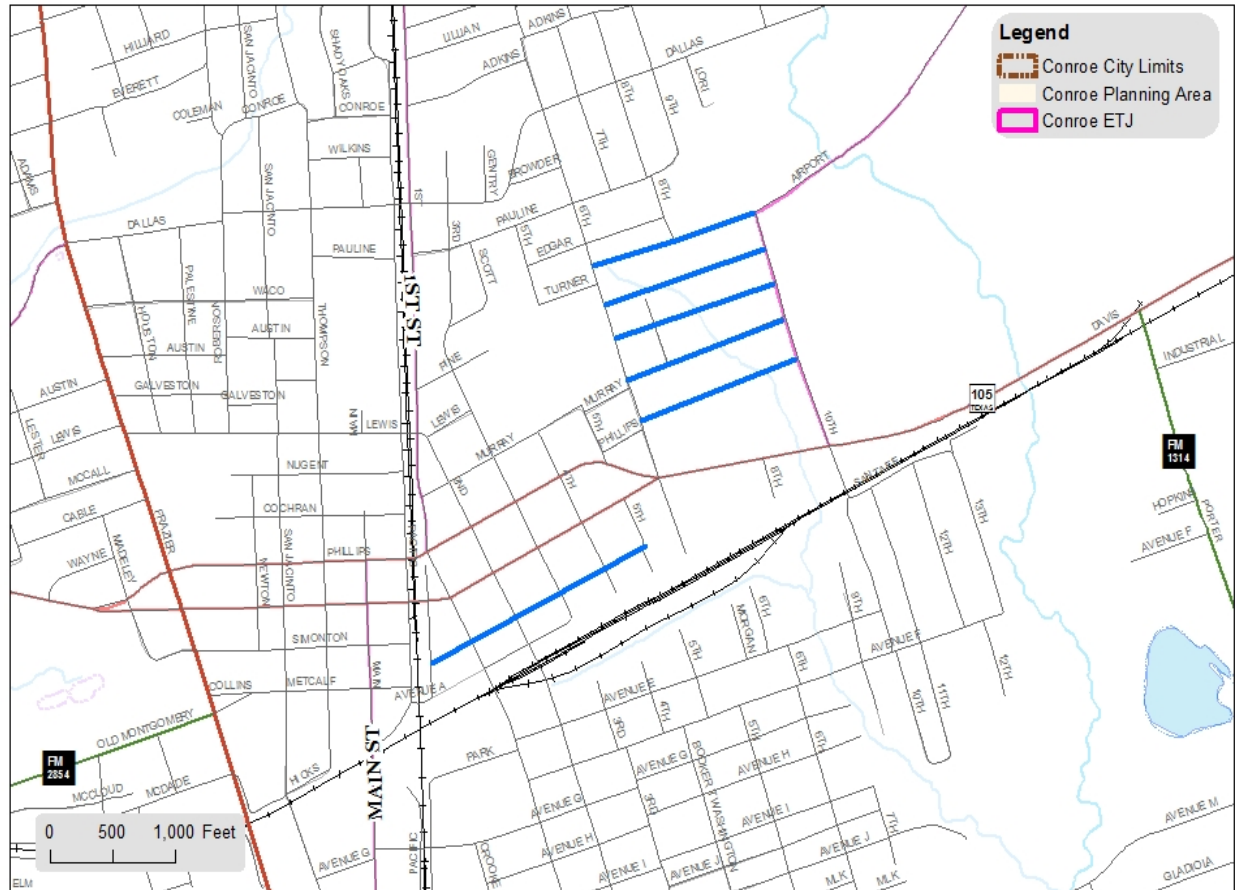 Legend
Conroe City Limits
Conroe Planning Area
Conroe ETJ
HILLIARD
SAN JACINTO
SHADY OAKS
LILLIAN
ADKINS
ADKINS
DALLAS
LORI
EVERETT
COLEMAN
CONROE
CONROE
8TH
9TH
7TH
WILKINS
GENTRY
BROWDER
AIRPORT
ADAMS
SAN JACINTO
1ST
8TH
DALLAS
3RD
PAULINE
6TH
5TH
EDGAR
PAULINE
SCOTT
TURNER
PALESTINE
WACO
1ST ST
HOUSTON
ROBERSON
AUSTIN
THOMPSON
DAVIS
AUSTIN
PINE
INDUSTRIAL
AUSTIN
GALVESTON
GALVESTON
MURRAY
105
TEXAS
LESTER
LEWIS
MAIN
LEWIS
LEWIS
5TH
PHILLIPS
10TH
MURRAY
FM
1314
MCCALL
NUGENT
2ND
4TH
8TH
SANTA FE
CABLE
COCHRAN
5TH
13TH
HOPKINS
PORTER
FRAZIER
12TH
AVENUE F
WAYNE
MADELEY
PHILLIPS
PACIFIC
NEWTON
SAN JACINTO
9TH
SIMONTON
MORGAN
6TH
5TH
AVENUE E
COLLINS
METCALF
MAIN
AVENUE A
AVENUE E
6TH
12TH
4TH
10TH
11TH
OLD MONTGOMERY
3RD
5TH
6TH
FM
2854
MAIN ST
PARK
AVENUE G
AVENUE H
HICKS
BOOKER T WASHINGTON
MCCLOUD
MCDADE
AVENUE G
3RD
AVENUE I
0 500 1,000 Feet
AVENUE M
PACIFIC
AVENUE H
7TH
AVENUE J
AVENUE G
AVENUE I
AVENUE J
ELM
MLK
MLK